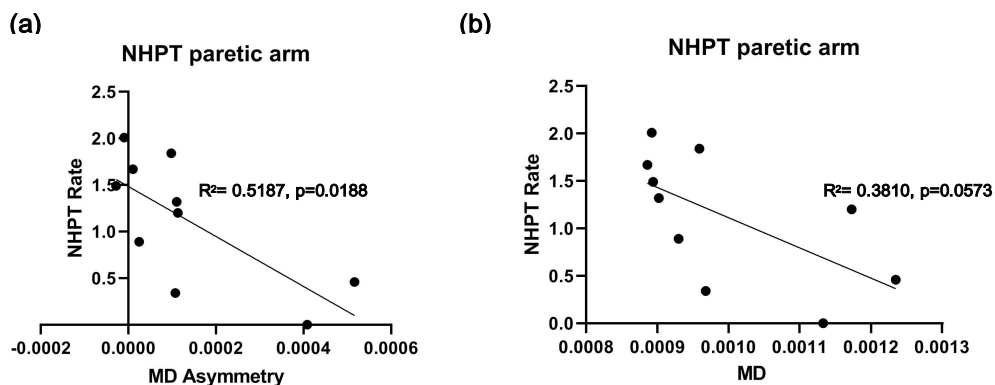 (a)
NHPT paretic arm
2.5
2.0
1.5
1.0
0.5
NHPT Rate
R²= 0.5187, p=0.0188
-0.0002 0.0000 0.0002 0.0004 0.0006
MD Asymmetry
(b)
NHPT paretic arm
2.5
2.0
1.5
1.0
0.5
0.0
NHPT Rate
R²= 0.3810, p=0.0573
0.0008 0.0009 0.0010 0.0011 0.0012 0.0013
MD